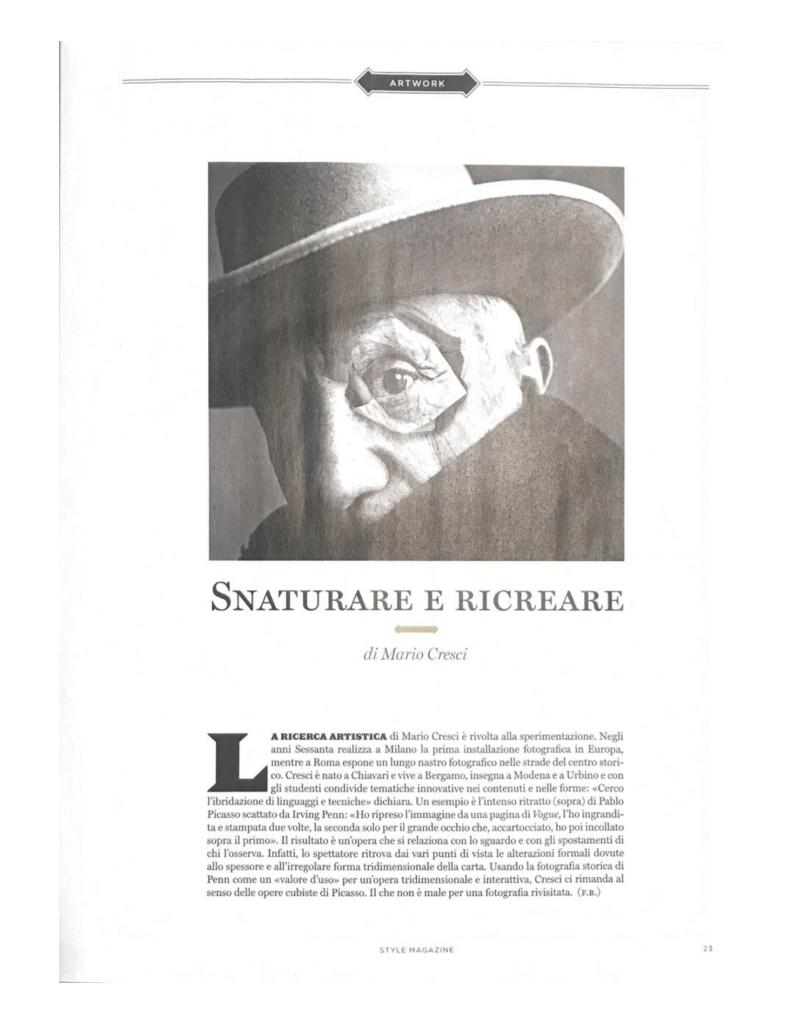 ARTWORK
SNATURARE E RICREARE
di Mario Cresci
LA RICERCA ARTISTICA di Mario Cresci è rivolta alla sperimentazione. Negli
anni Sessanta realizza a Milano la prima installazione fotografica in Europa,
mentre a Roma espone un lungo nastro fotografico nelle strade del centro stori-
co. Cresci è nato a Chiavari e vive a Bergamo, insegna a Modena e a Urbino e con
gli studenti condivide tematiche innovative nei contenuti e nelle forme: «Cerco
l'ibridazione di linguaggi e tecniche» dichiara. Un esempio è l'intenso ritratto (sopra) di Pablo
Picasso scattato da Irving Penn: «Ho ripreso l'immagine da una pagina di Vogue, l'ho ingrandi-
ta e stampata due volte, la seconda solo per il grande occhio che, accartocciato, ho poi incollato
sopra il primo». Il risultato è un'opera che si relaziona con lo sguardo e con gli spostamenti di
chi l'osserva. Infatti, lo spettatore ritrova dai vari punti di vista le alterazioni formali dovute
allo spessore e all'irregolare forma tridimensionale della carta. Usando la fotografia storica di
Penn come un «valore d'uso» per un'opera tridimensionale e interattiva, Cresci ci rimanda al
senso delle opere cubiste di Picasso. Il che non è male per una fotografia rivisitata. (F.B.)
STYLE MAGAZINE
23